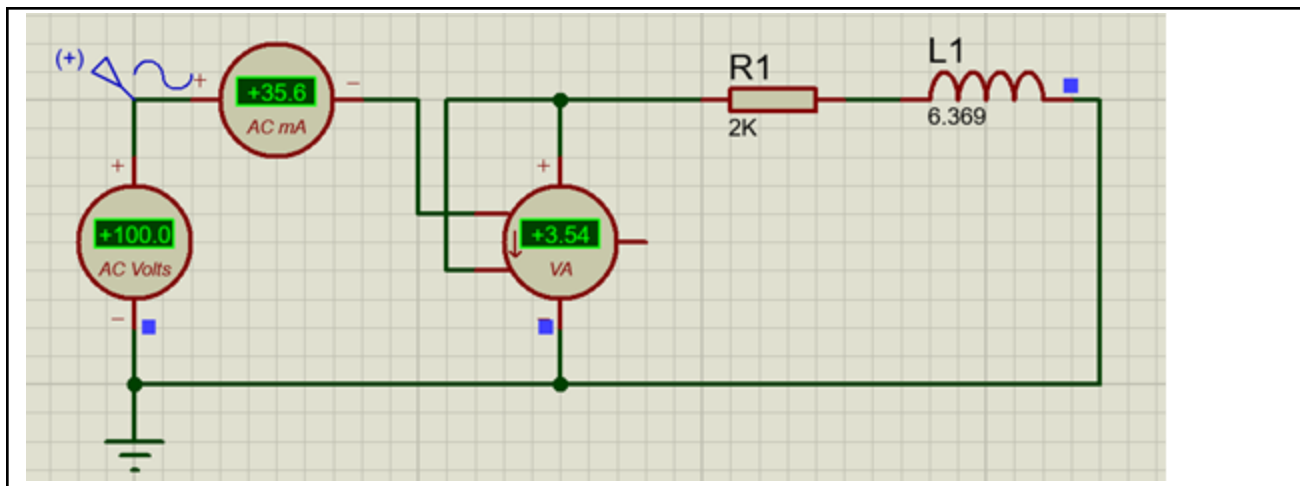 (+)
+
+35.6
AC mA
−
R1
2K
L1
6.369
+
+100.0
AC Volts
−
+
+3.54
VA
−